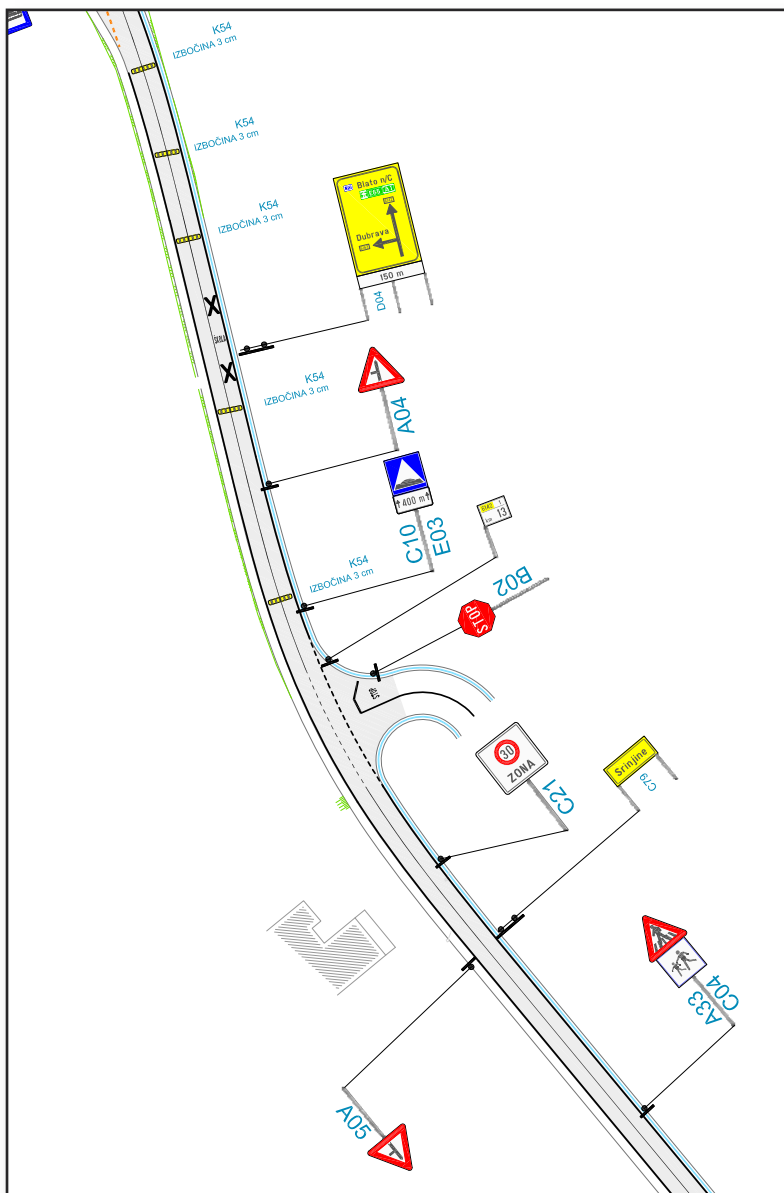 K54
IZBOČINA 3 cm
K54
IZBOČINA 3 cm
K54
IZBOČINA 3 cm
Blato n/C
Dubrava
150 m
D04
ŠKOLA
K54
IZBOČINA 3 cm
A04
400 m
C10
E03
km 13
K54
IZBOČINA 3 cm
B02
STOP
STOP
30
ZONA
C21
Srinjine
C79
A33
C04
A05